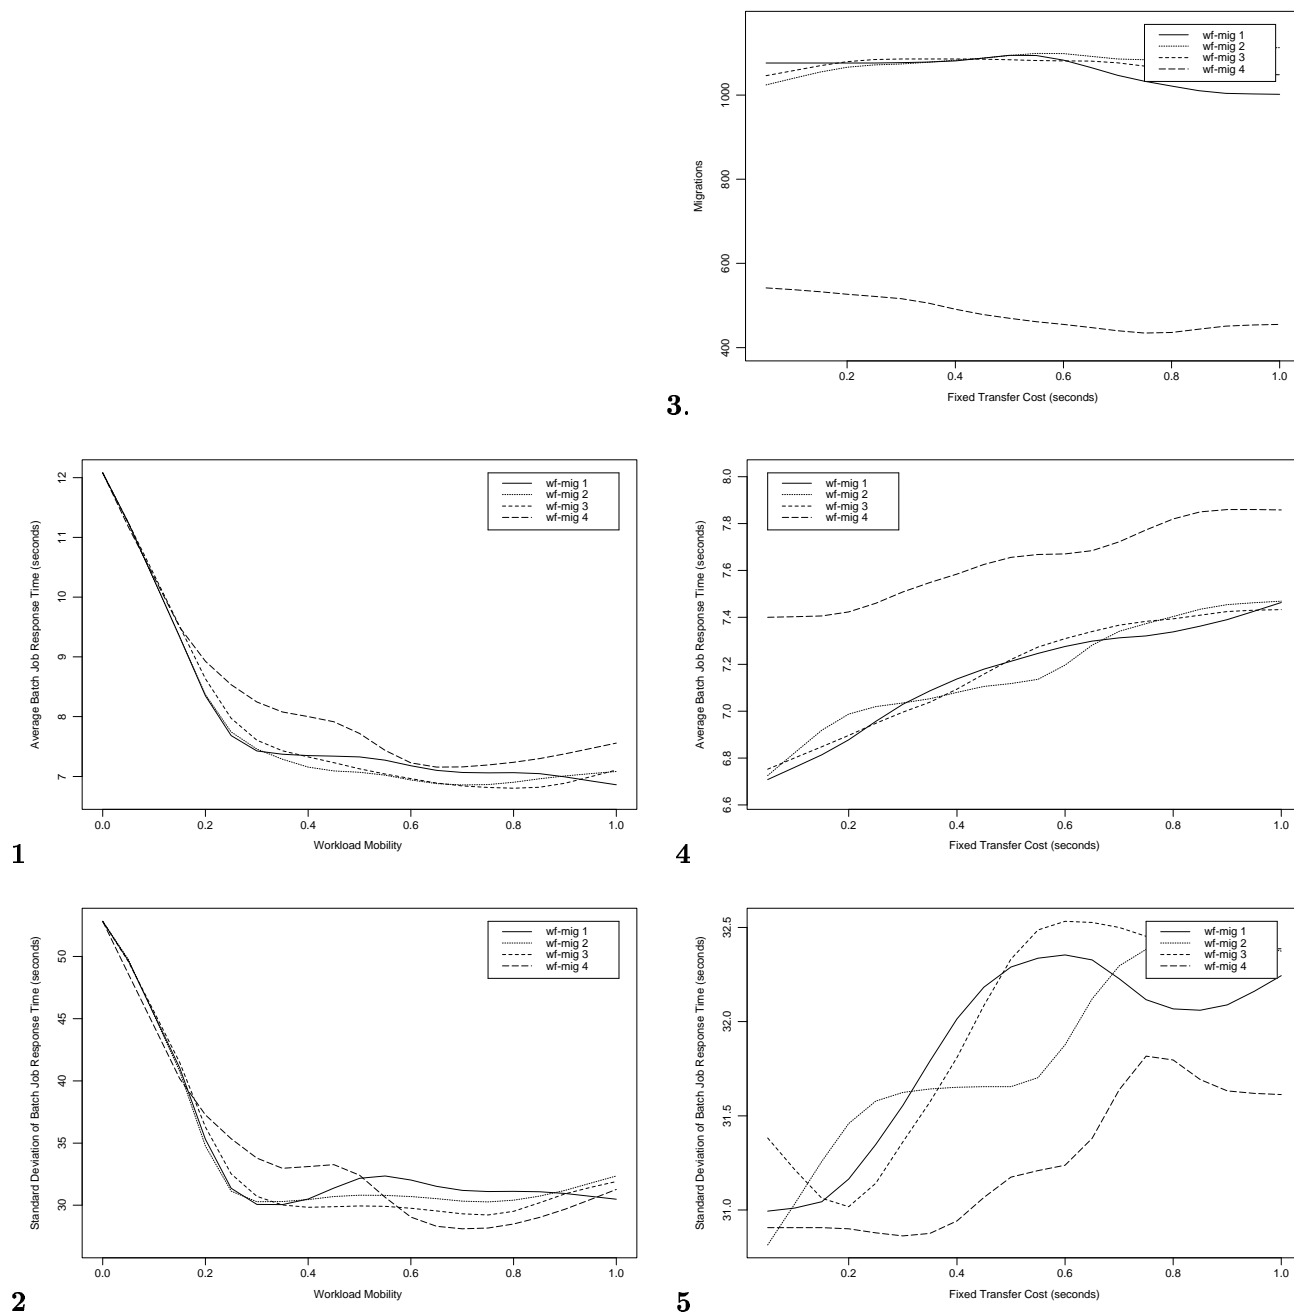 wf-mig 1
wf-mig 2
wf-mig 3
wf-mig 4
Migrations
400 600 800 1000
0.2 0.4 0.6 0.8 1.0
Fixed Transfer Cost (seconds)
3.
wf-mig 1
wf-mig 2
wf-mig 3
wf-mig 4
Average Batch Job Response Time (seconds)
7 8 9 10 11 12
0.0 0.2 0.4 0.6 0.8 1.0
Workload Mobility
1
wf-mig 1
wf-mig 2
wf-mig 3
wf-mig 4
Average Batch Job Response Time (seconds)
6.6 6.8 7.0 7.2 7.4 7.6 7.8 8.0
0.2 0.4 0.6 0.8 1.0
Fixed Transfer Cost (seconds)
4
wf-mig 1
wf-mig 2
wf-mig 3
wf-mig 4
Standard Deviation of Batch Job Response Time (seconds)
30 35 40 45 50
0.0 0.2 0.4 0.6 0.8 1.0
Workload Mobility
2
wf-mig 1
wf-mig 2
wf-mig 3
wf-mig 4
Standard Deviation of Batch Job Response Time (seconds)
31.0 31.5 32.0 32.5
0.2 0.4 0.6 0.8 1.0
Fixed Transfer Cost (seconds)
5